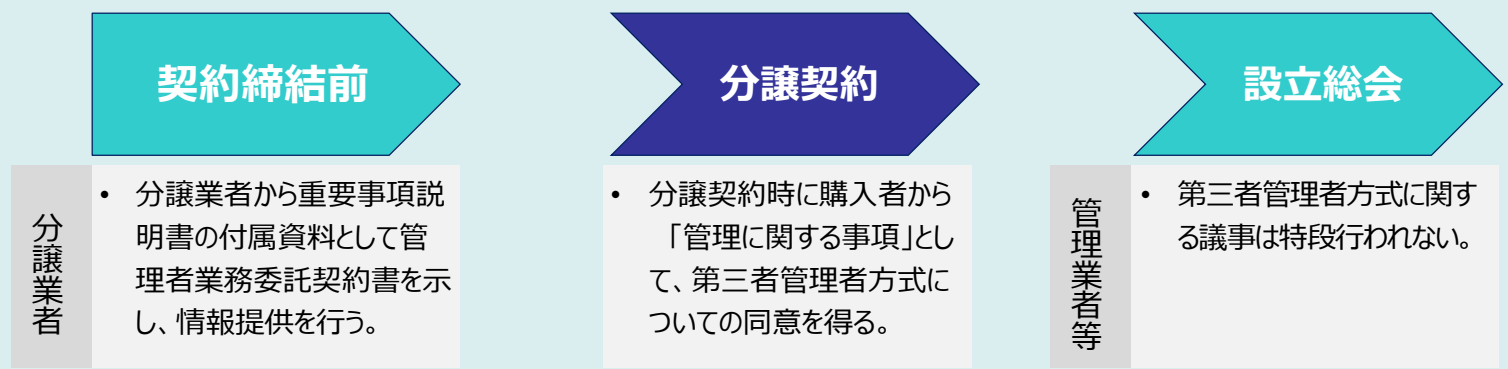 契約締結前
分譲契約
設立総会
分譲業者
• 分譲業者から重要事項説
明書の付属資料として管
理者業務委託契約書を示
し、情報提供を行う。
• 分譲契約時に購入者から
「管理に関する事項」とし
て、第三者管理者方式に
ついての同意を得る。
管理業者等
• 第三者管理者方式に関す
る議事は特段行われない。